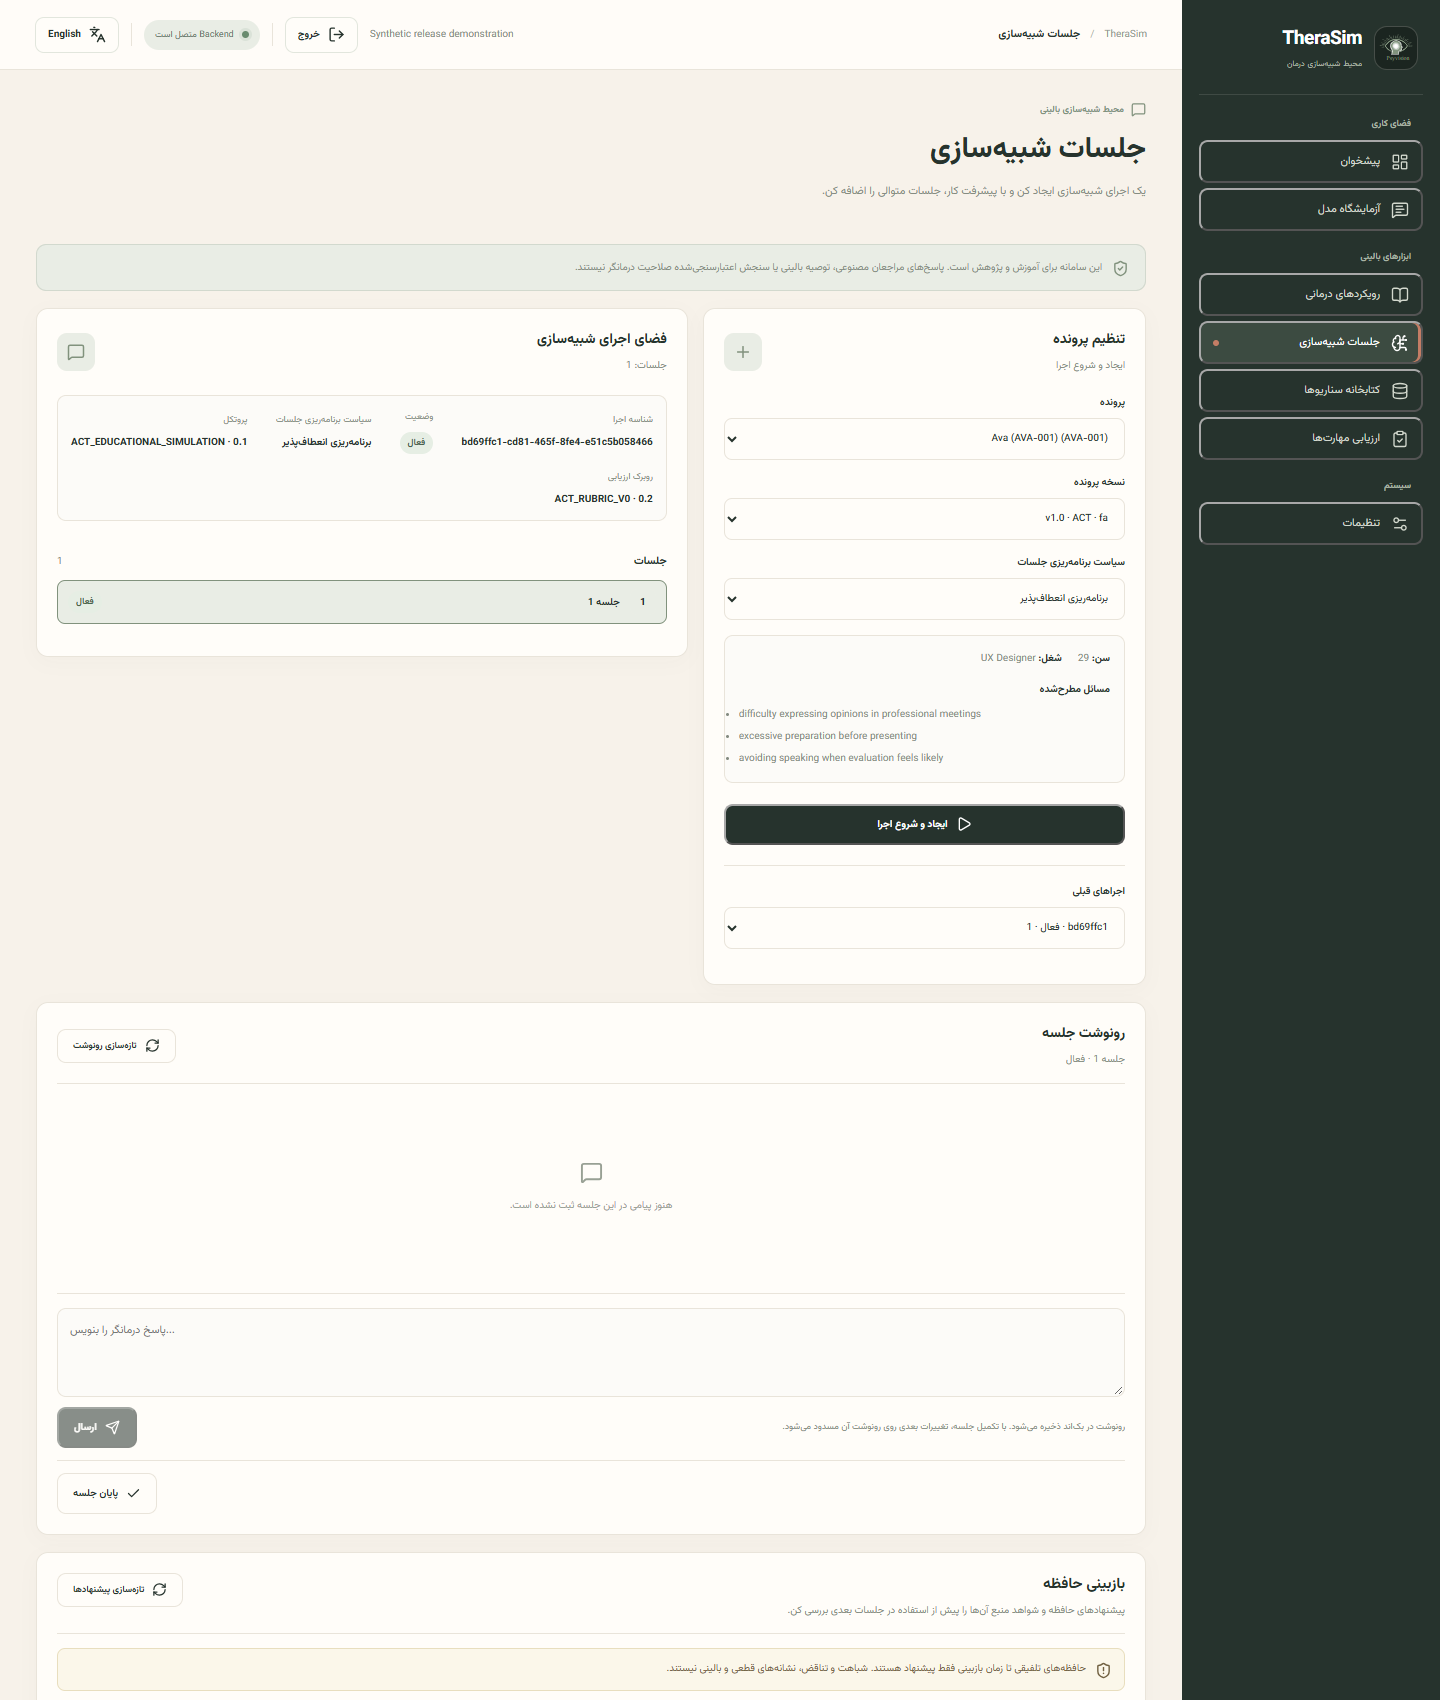 TheraSim
محیط شبیه‌سازی درمان
Psyvision
فضای کاری
پیشخوان
آزمایشگاه مدل
ابزارهای بالینی
رویکردهای درمانی
جلسات شبیه‌سازی
کتابخانه سناریوها
ارزیابی مهارت‌ها
سیستم
تنظیمات
TheraSim / جلسات شبیه‌سازی
Synthetic release demonstration
خروج
Backend متصل است
English
محیط شبیه‌سازی بالینی
جلسات شبیه‌سازی
یک اجرای شبیه‌سازی ایجاد کن و با پیشرفت کار، جلسات متوالی را اضافه کن.
این سامانه برای آموزش و پژوهش است. پاسخ‌های مراجعان مصنوعی، توصیه بالینی یا سنجش اعتبارسنجی‌شده صلاحیت درمانگر نیستند.
تنظیم پرونده
ایجاد و شروع اجرا
پرونده
Ava (AVA-001) (AVA-001)
نسخه پرونده
v1.0 · ACT · fa
سیاست برنامه‌ریزی جلسات
برنامه‌ریزی انعطاف‌پذیر
سن: 29 شغل: UX Designer
مسائل مطرح‌شده
difficulty expressing opinions in professional meetings
excessive preparation before presenting
avoiding speaking when evaluation feels likely
ایجاد و شروع اجرا
اجراهای قبلی
bd69ffc1 · فعال · 1
فضای اجرای شبیه‌سازی
جلسات: 1
شناسه اجرا
bd69ffc1-cd81-465f-8fe4-e51c5b058466
وضعیت
فعال
سیاست برنامه‌ریزی جلسات
برنامه‌ریزی انعطاف‌پذیر
پروتکل
ACT_EDUCATIONAL_SIMULATION · 0.1
روبرک ارزیابی
ACT_RUBRIC_V0 · 0.2
جلسات
1
1 جلسه 1 فعال
رونوشت جلسه
جلسه 1 · فعال
تازه‌سازی رونوشت
هنوز پیامی در این جلسه ثبت نشده است.
پاسخ درمانگر را بنویس...
رونوشت در بک‌اند ذخیره می‌شود. با تکمیل جلسه، تغییرات بعدی روی رونوشت آن مسدود می‌شود.
ارسال
پایان جلسه
بازبینی حافظه
پیشنهادهای حافظه و شواهد منبع آن‌ها را پیش از استفاده در جلسات بعدی بررسی کن.
تازه‌سازی پیشنهادها
حافظه‌های تلفیقی تا زمان بازبینی فقط پیشنهاد هستند. شباهت و تناقض، نشانه‌های قطعی و بالینی نیستند.